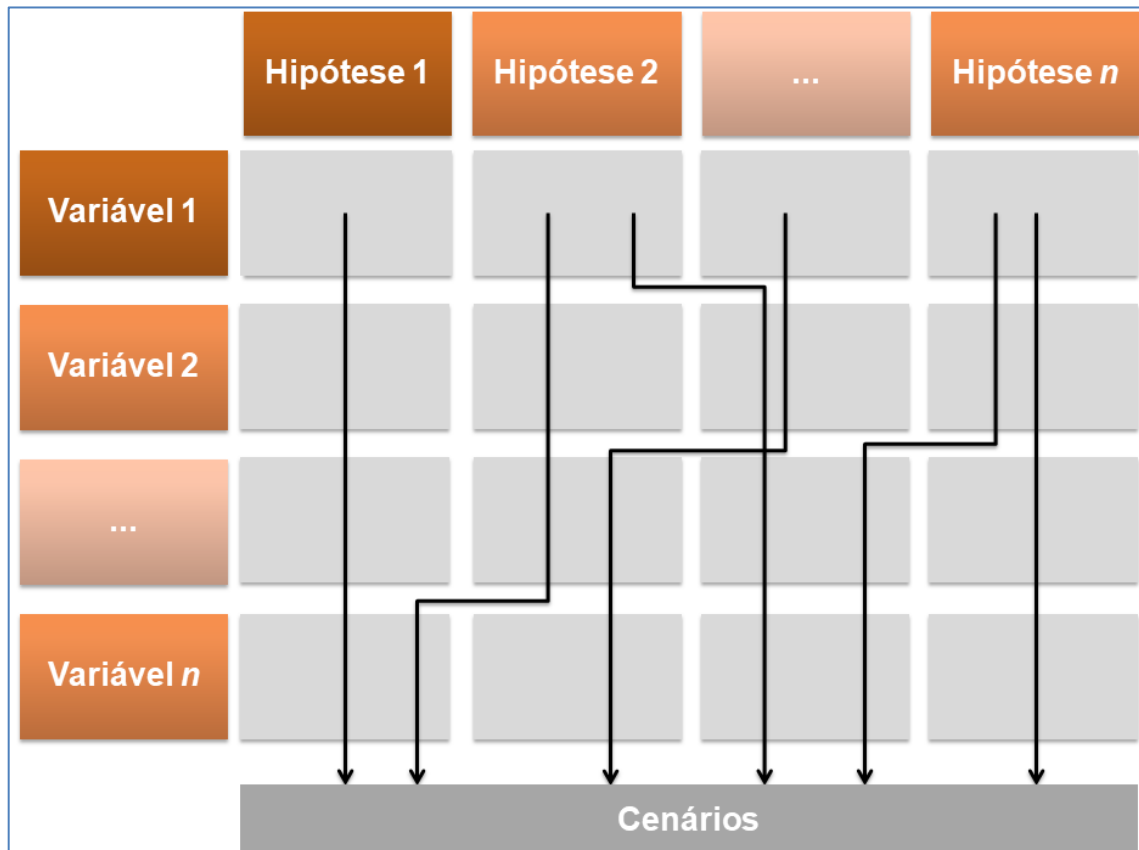 Hipótese 1
Hipótese 2
...
Hipótese n
Variável 1
Variável 2
...
Variável n
Cenários